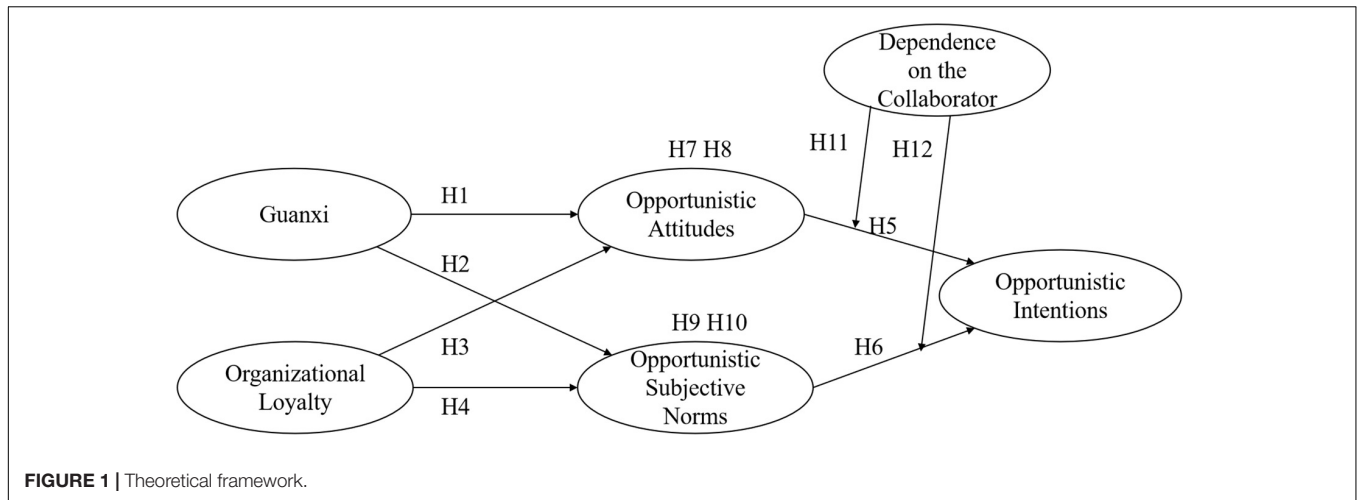 Dependence
on the
Collaborator
H11
H12
H7 H8
H1
Guanxi
Opportunistic
Attitudes
H5
H2
Opportunistic
Intentions
H9 H10
H3
H6
Organizational
Loyalty
H4
Opportunistic
Subjective
Norms
FIGURE 1 | Theoretical framework.